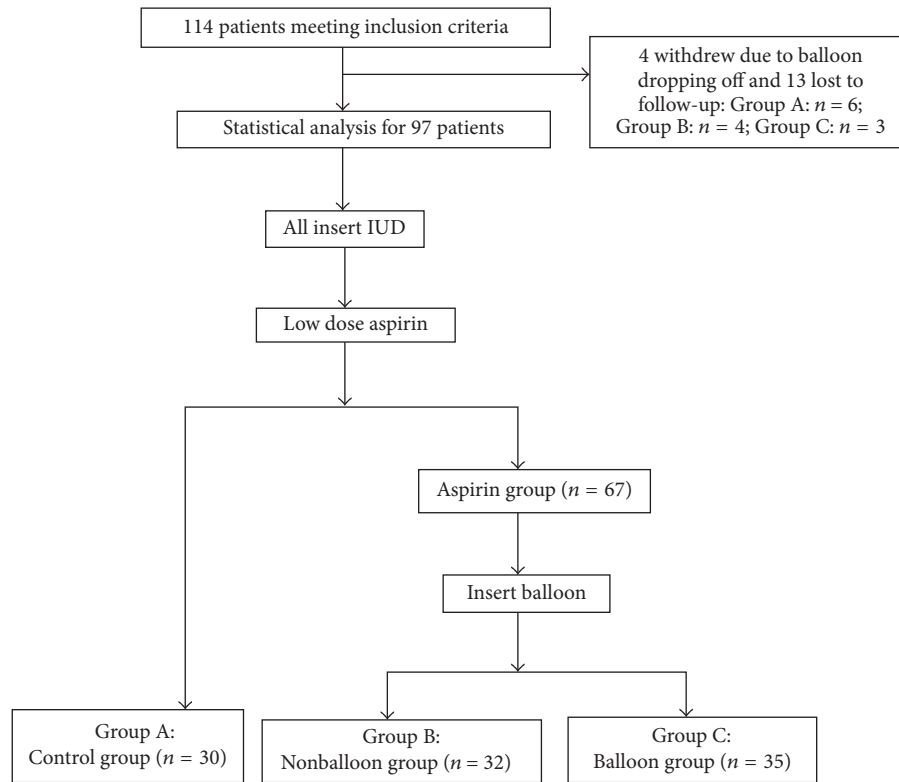 114 patients meeting inclusion criteria
4 withdrew due to balloon
dropping off and 13 lost to
follow-up: Group A: n = 6;
Group B: n = 4; Group C: n = 3
Statistical analysis for 97 patients
All insert IUD
Low dose aspirin
Aspirin group (n = 67)
Insert balloon
Group A:
Control group (n = 30)
Group B:
Nonballoon group (n = 32)
Group C:
Balloon group (n = 35)